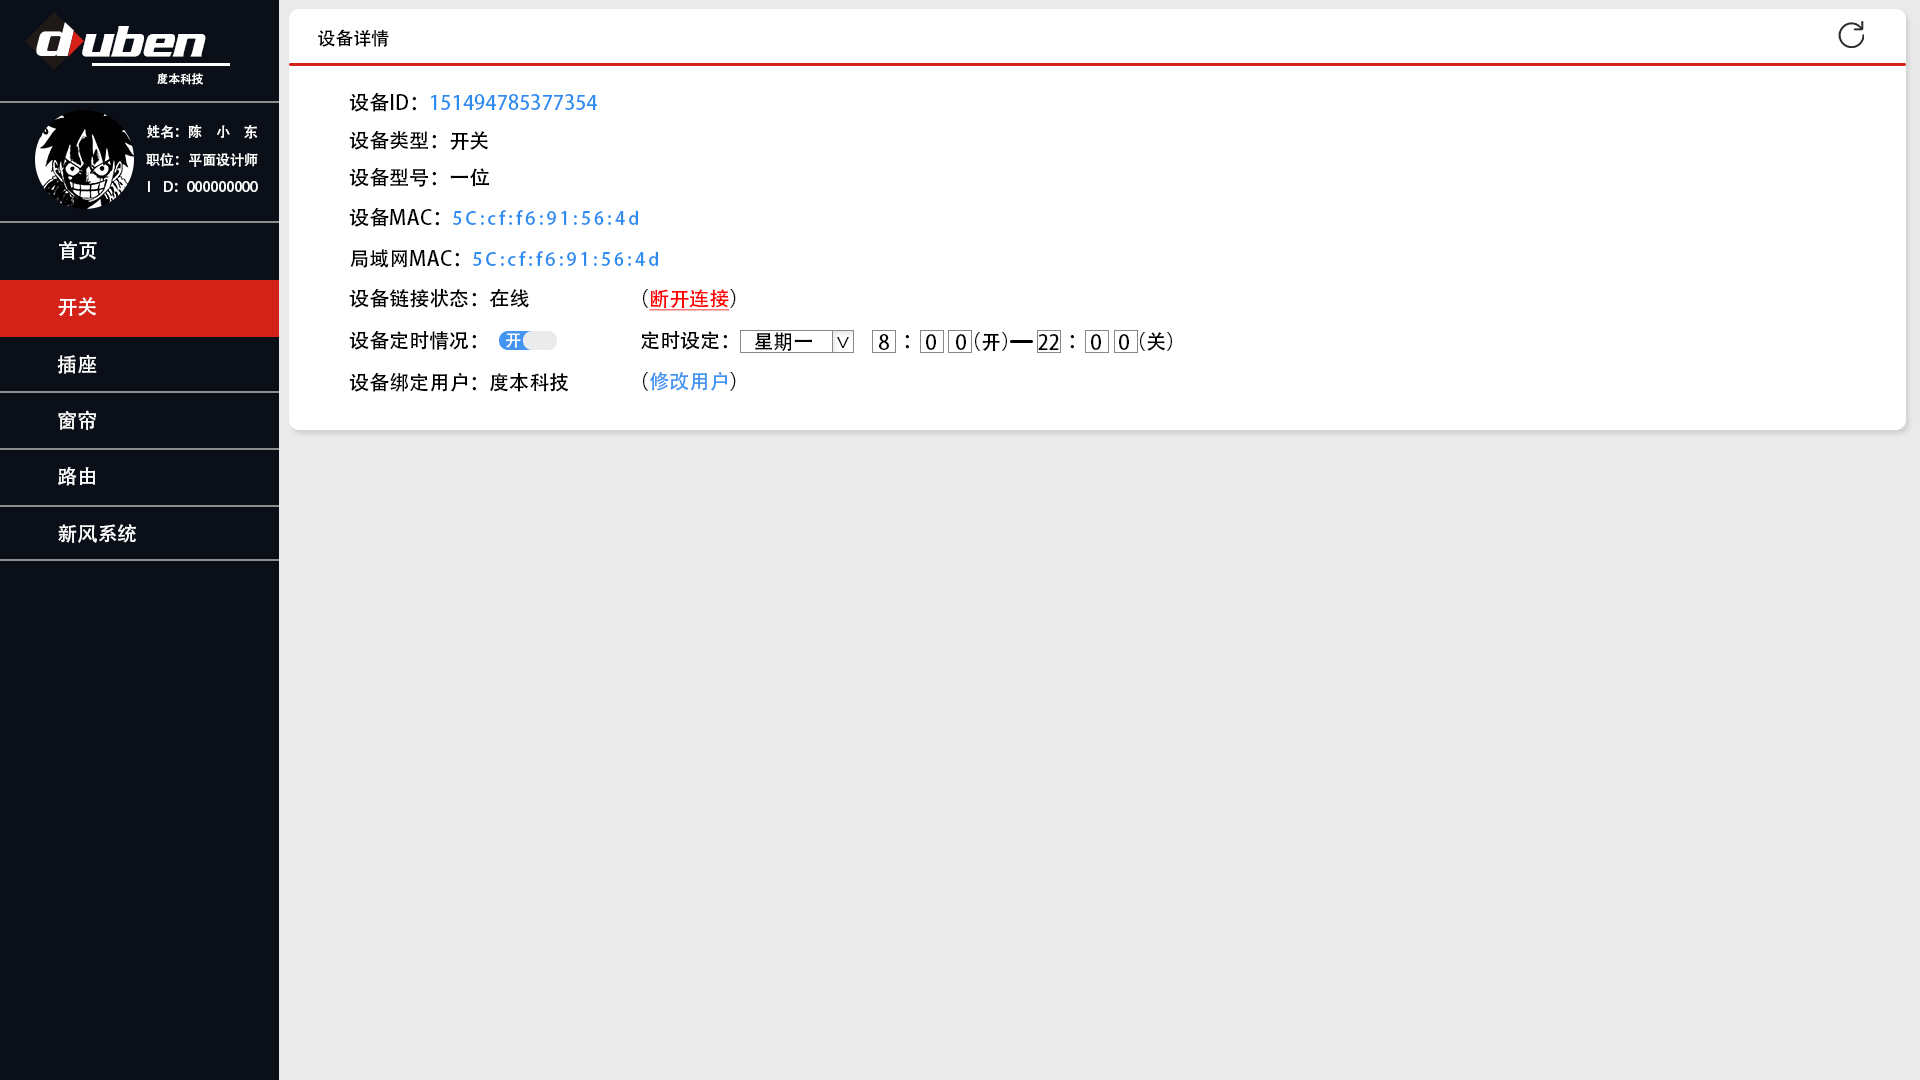 duben
度本科技
姓名：陈 小 东
职位：平面设计师
I D：000000000
首页
开关
插座
窗帘
路由
新风系统
设备详情
设备ID：151494785377354
设备类型：开关
设备型号：一位
设备MAC：5C:cf:f6:91:56:4d
局域网MAC：5C:cf:f6:91:56:4d
设备链接状态：在线 （断开连接）
设备定时情况： 开 定时设定：星期一 8 : 0 0（开）—22 : 0 0（关）
设备绑定用户：度本科技 （修改用户）